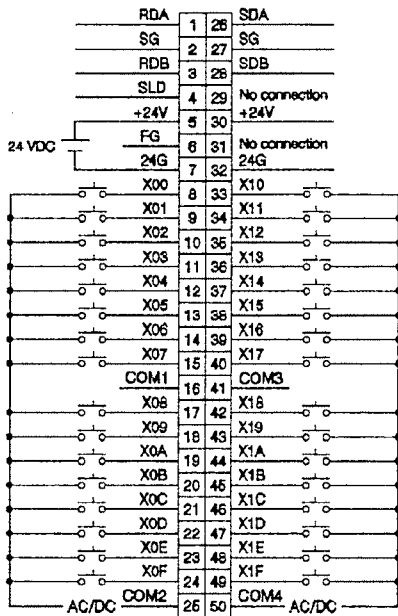 RDA 1 26 SDA
SG 2 27 SG
RDB 3 28 SDB
SLD 4 29 No connection
+24V 5 30 +24V
FG 6 31 No connection
24 VDC
24G 7 32 24G
X00 8 33 X10
X01 9 34 X11
X02 10 35 X12
X03 11 36 X13
X04 12 37 X14
X05 13 38 X15
X06 14 39 X16
X07 15 40 X17
COM1 16 41 COM3
X08 17 42 X18
X09 18 43 X19
X0A 19 44 X1A
X0B 20 45 X1B
X0C 21 46 X1C
X0D 22 47 X1D
X0E 23 48 X1E
X0F 24 49 X1F
AC/DC COM2 25 50 COM4 AC/DC